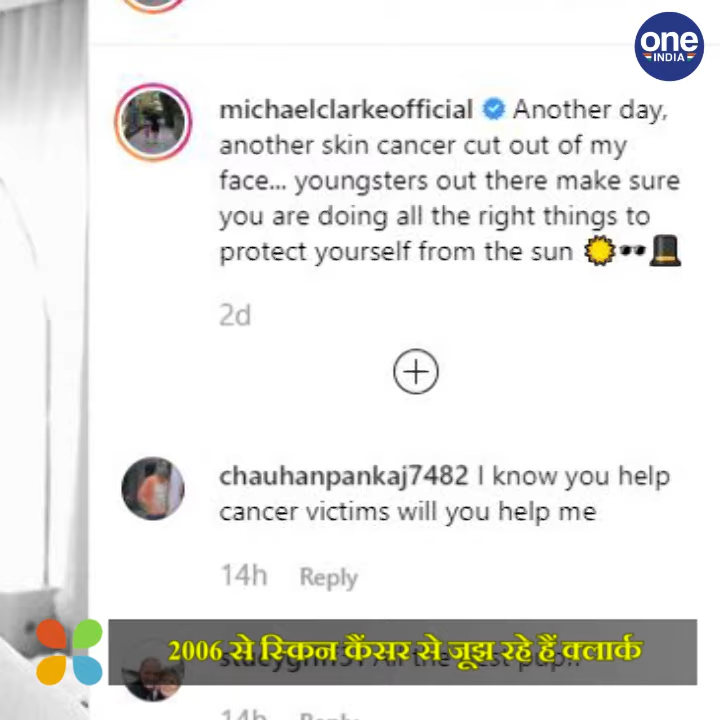 one
INDIA
michaelclarkeofficial Another day,
another skin cancer cut out of my
face... youngsters out there make sure
you are doing all the right things to
protect yourself from the sun
2d
chauhanpankaj7482 I know you help
cancer victims will you help me
14h Reply
2006 से स्किन कैंसर से जूझ रहे हैं क्लार्क
14h Reply